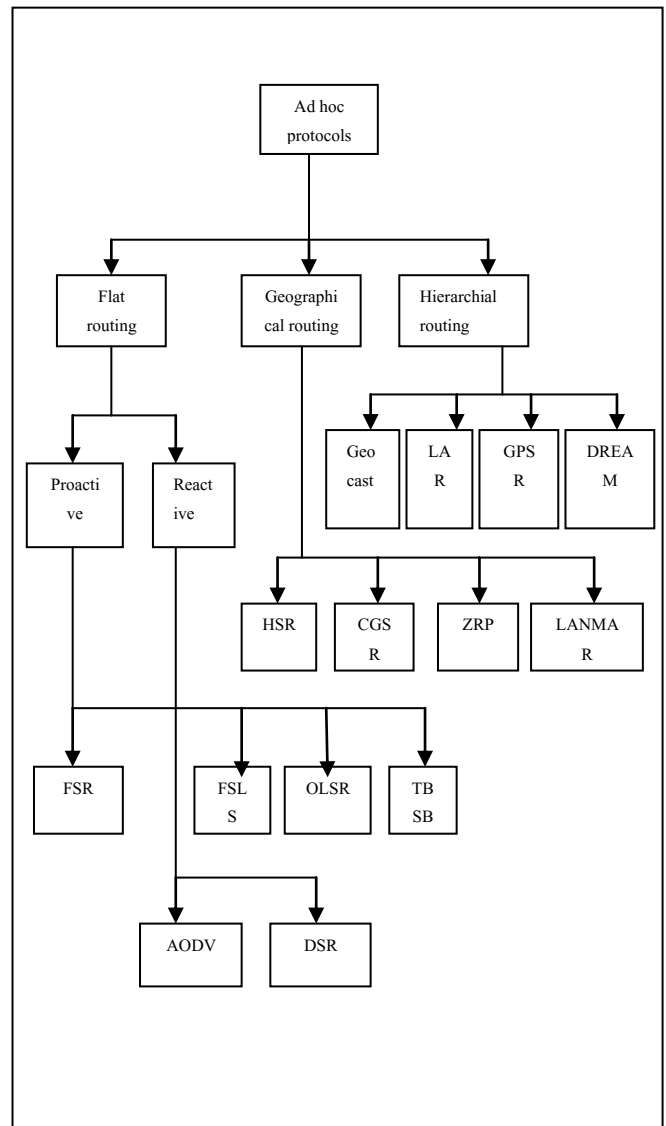 Ad hoc
protocols
Flat
routing
Geographi
cal routing
Hierarchial
routing
Geo
cast
LA
R
GPS
R
DREA
M
Proacti
ve
React
ive
HSR
CGS
R
ZRP
LANMA
R
FSR
FSL
S
OLSR
TB
SB
AODV
DSR